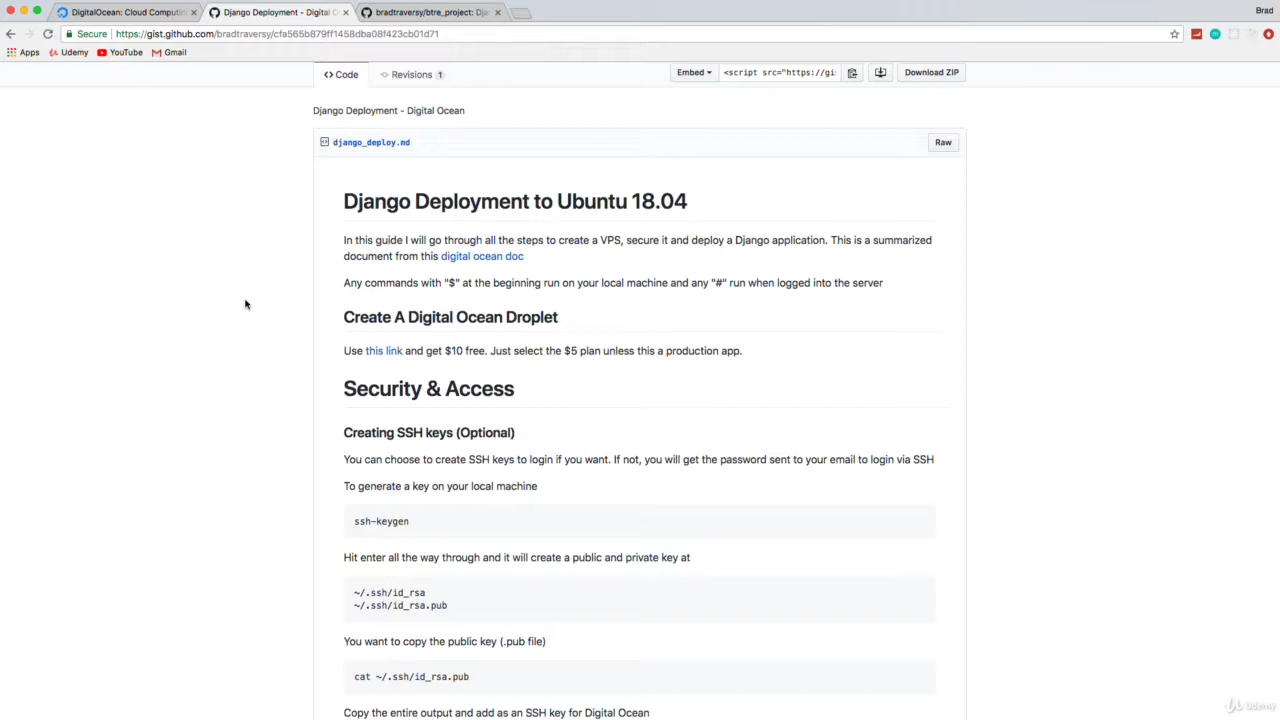 DigitalOcean: Cloud Computin
Django Deployment - Digital O
bradtraversy/btre_project: Dja
Brad
Secure
https://gist.github.com/bradtraversy/cfa565b879ff1458dba08f423cb01d71
Apps
Udemy
YouTube
Gmail
Code
Revisions 1
Embed
<script src="https://gi
Download ZIP
Django Deployment - Digital Ocean
django_deploy.md
Raw
Django Deployment to Ubuntu 18.04
In this guide I will go through all the steps to create a VPS, secure it and deploy a Django application. This is a summarized
document from this digital ocean doc
Any commands with "$" at the beginning run on your local machine and any "#" run when logged into the server
Create A Digital Ocean Droplet
Use this link and get $10 free. Just select the $5 plan unless this a production app.
Security & Access
Creating SSH keys (Optional)
You can choose to create SSH keys to login if you want. If not, you will get the password sent to your email to login via SSH
To generate a key on your local machine
ssh-keygen
Hit enter all the way through and it will create a public and private key at
~/.ssh/id_rsa
~/.ssh/id_rsa.pub
You want to copy the public key (.pub file)
cat ~/.ssh/id_rsa.pub
Copy the entire output and add as an SSH key for Digital Ocean
Udemy